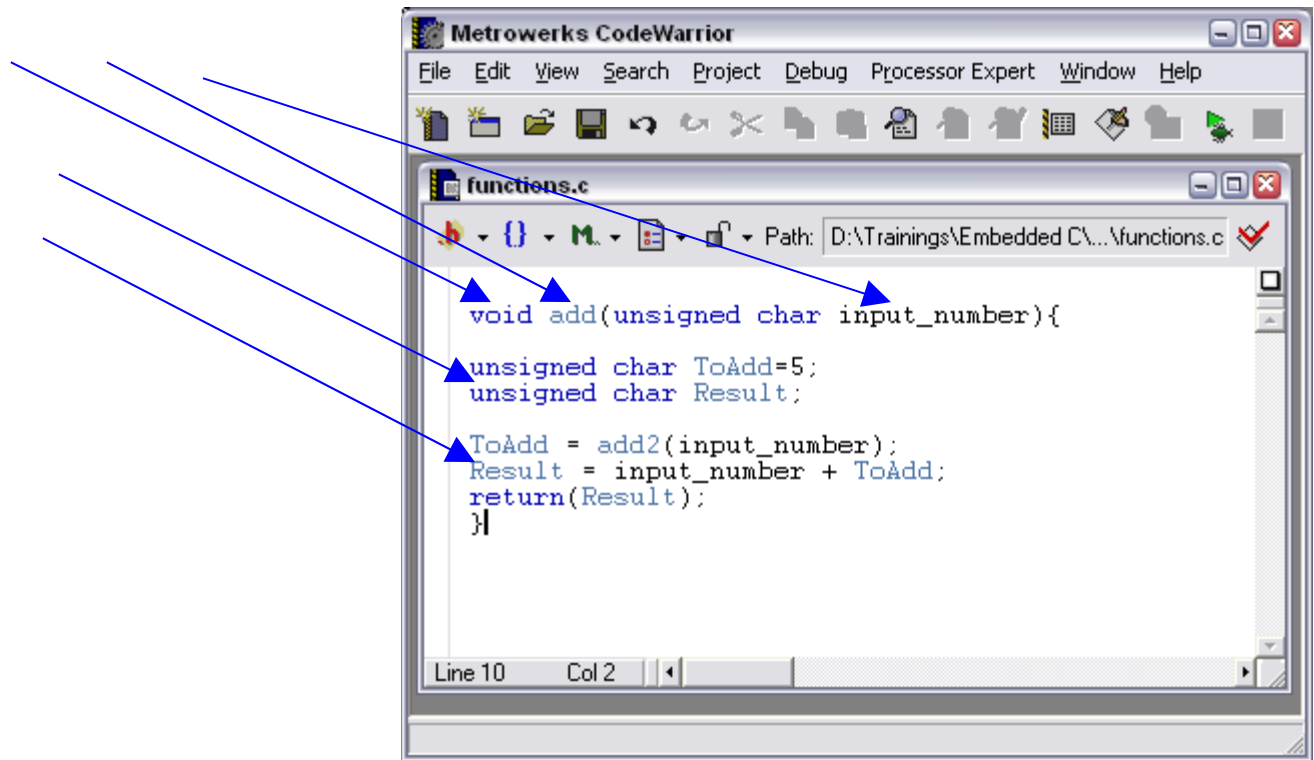 Metrowerks CodeWarrior
File Edit View Search Project Debug Processor Expert Window Help
functions.c
.h {} M. Path: D:\Trainings\Embedded C\...\functions.c
void add(unsigned char input_number){
unsigned char ToAdd=5;
unsigned char Result;
ToAdd = add2(input_number);
Result = input_number + ToAdd;
return(Result);
}
Line 10 Col 2